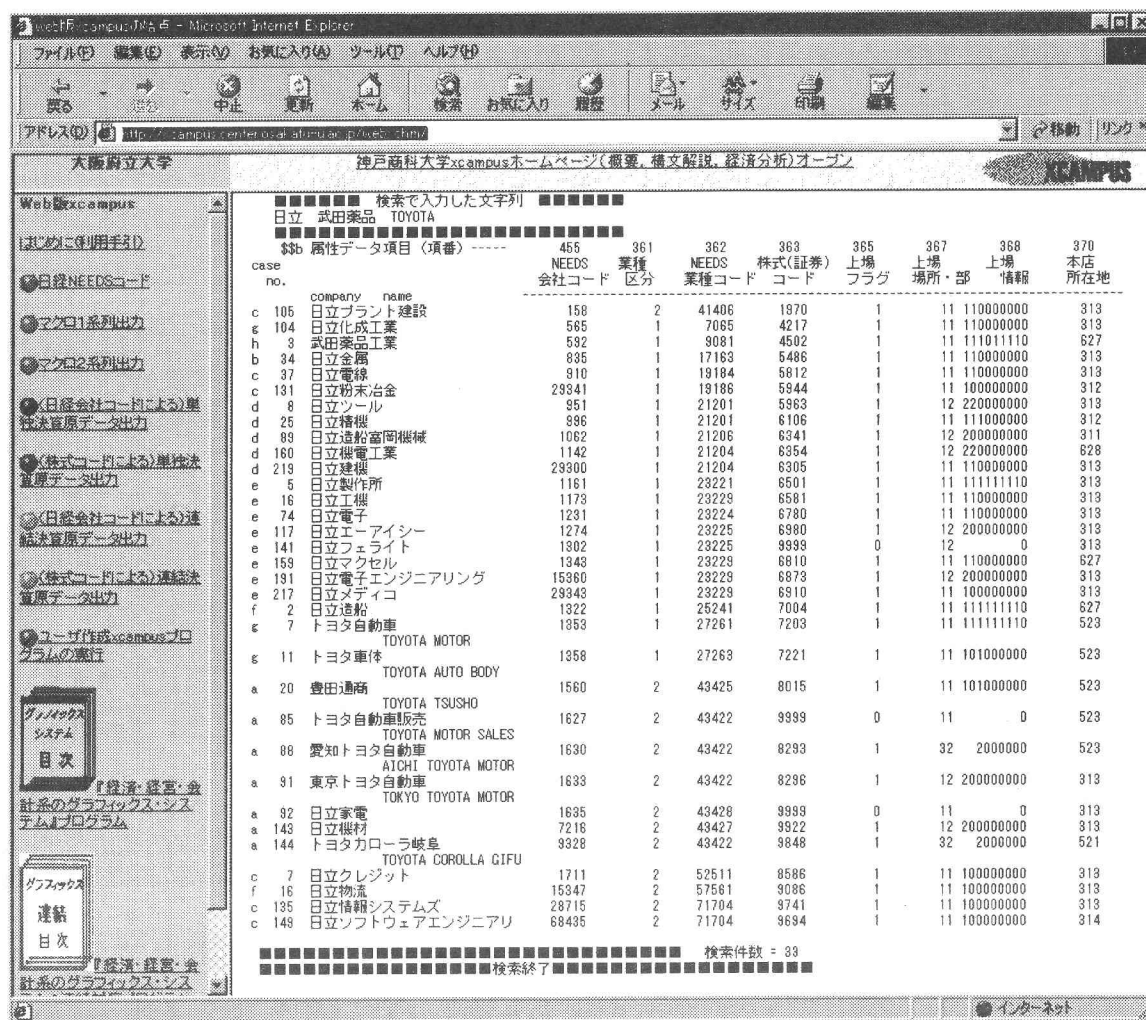 web版xcampusの拠点 - Microsoft Internet Explorer
ファイル(F) 編集(E) 表示(V) お気に入り(A) ツール(T) ヘルプ(H)
戻る 進む 中止 更新 ホーム 検索 お気に入り 履歴 メール サイズ 印刷 編集
アドレス(D) 移動 リンク
大阪府立大学 神戸商科大学xcampusホームページ(概要,構文解説,経済分析)オープン XCAMPUS
Web版xcampus
はじめに(利用手引)
日経NEEDSコード
マクロ1系列出力
マクロ2系列出力
(日経会社コードによる)単
独決算原データ出力
(株式コードによる)単独決
算原データ出力
(日経会社コードによる)連
結決算原データ出力
(株式コードによる)連結決
算原データ出力
ユーザ作成xcampusプロ
グラムの実行
グラフィックス
システム
目次
『経済・経営・会
計系のグラフィックス・シス
テム』プログラム
グラフィックス
連結
目次
『経済・経営・会
計系のグラフィックス・シス
■■■■■■ 検索で入力した文字列 ■■■■■■
日立 武田薬品 TOYOTA
$$b 属性データ項目(項番) ----- 455 361 362 363 365 367 368 370
case NEEDS 業種 NEEDS 株式(証券) 上場 上場 上場 本店
no. 会社コード 区分 業種コード コード フラグ 場所・部 情報 所在地
company name
c 105 日立プラント建設 158 2 41406 1970 1 11 110000000 313
g 104 日立化成工業 565 1 7065 4217 1 11 110000000 313
h 3 武田薬品工業 592 1 9081 4502 1 11 111011110 627
b 34 日立金属 835 1 17163 5486 1 11 110000000 313
c 37 日立電線 910 1 19184 5812 1 11 110000000 313
c 131 日立粉末冶金 29341 1 19186 5944 1 11 100000000 312
d 8 日立ツール 951 1 21201 5963 1 12 220000000 313
d 25 日立精機 996 1 21201 6106 1 11 111000000 312
d 89 日立造船富岡機械 1062 1 21206 6341 1 12 200000000 311
d 160 日立機電工業 1142 1 21204 6354 1 12 220000000 628
d 219 日立建機 29300 1 21204 6305 1 11 110000000 313
e 5 日立製作所 1161 1 23221 6501 1 11 111111110 313
e 16 日立工機 1173 1 23229 6581 1 11 110000000 313
e 74 日立電子 1231 1 23224 6780 1 11 110000000 313
e 117 日立エーアイシー 1274 1 23225 6980 1 12 200000000 313
e 141 日立フェライト 1302 1 23225 9999 0 12 0 313
e 159 日立マクセル 1343 1 23229 6810 1 11 110000000 627
e 191 日立電子エンジニアリング 15360 1 23229 6873 1 12 200000000 313
e 217 日立メディコ 29343 1 23229 6910 1 11 100000000 313
f 2 日立造船 1322 1 25241 7004 1 11 111111110 627
g 7 トヨタ自動車 1353 1 27261 7203 1 11 111111110 523
TOYOTA MOTOR
g 11 トヨタ車体 1358 1 27263 7221 1 11 101000000 523
TOYOTA AUTO BODY
a 20 豊田通商 1560 2 43425 8015 1 11 101000000 523
TOYOTA TSUSHO
a 85 トヨタ自動車販売 1627 2 43422 9999 0 11 0 523
TOYOTA MOTOR SALES
a 88 愛知トヨタ自動車 1630 2 43422 8293 1 32 2000000 523
AICHI TOYOTA MOTOR
a 91 東京トヨタ自動車 1633 2 43422 8296 1 12 200000000 313
TOKYO TOYOTA MOTOR
a 92 日立家電 1635 2 43428 9999 0 11 0 313
a 143 日立機材 7216 2 43427 9922 1 12 200000000 313
a 144 トヨタカローラ岐阜 9328 2 43422 9848 1 32 2000000 521
TOYOTA COROLLA GIFU
c 7 日立クレジット 1711 2 52511 8586 1 11 100000000 313
f 16 日立物流 15347 2 57561 9086 1 11 100000000 313
c 135 日立情報システムズ 28715 2 71704 9741 1 11 100000000 313
c 149 日立ソフトウェアエンジニアリ 68435 2 71704 9694 1 11 100000000 314
検索件数 = 33
検索終了
インターネット